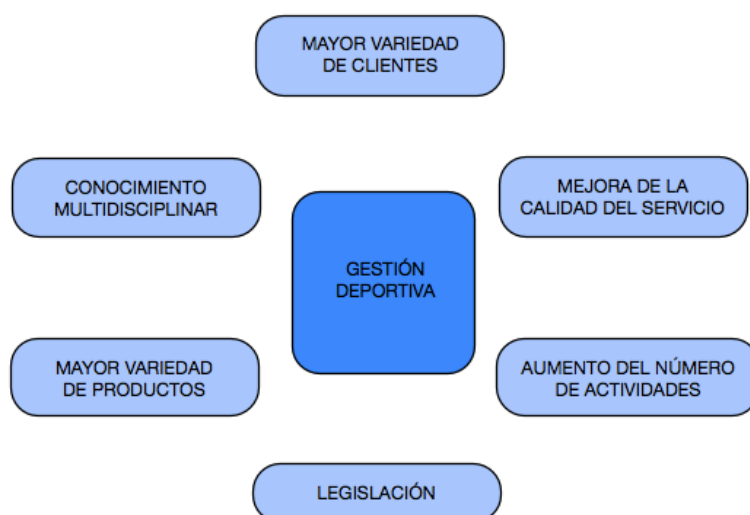 MAYOR VARIEDAD
DE CLIENTES
CONOCIMIENTO
MULTIDISCIPLINAR
MEJORA DE LA
CALIDAD DEL SERVICIO
GESTIÓN
DEPORTIVA
MAYOR VARIEDAD
DE PRODUCTOS
AUMENTO DEL NÚMERO
DE ACTIVIDADES
LEGISLACIÓN